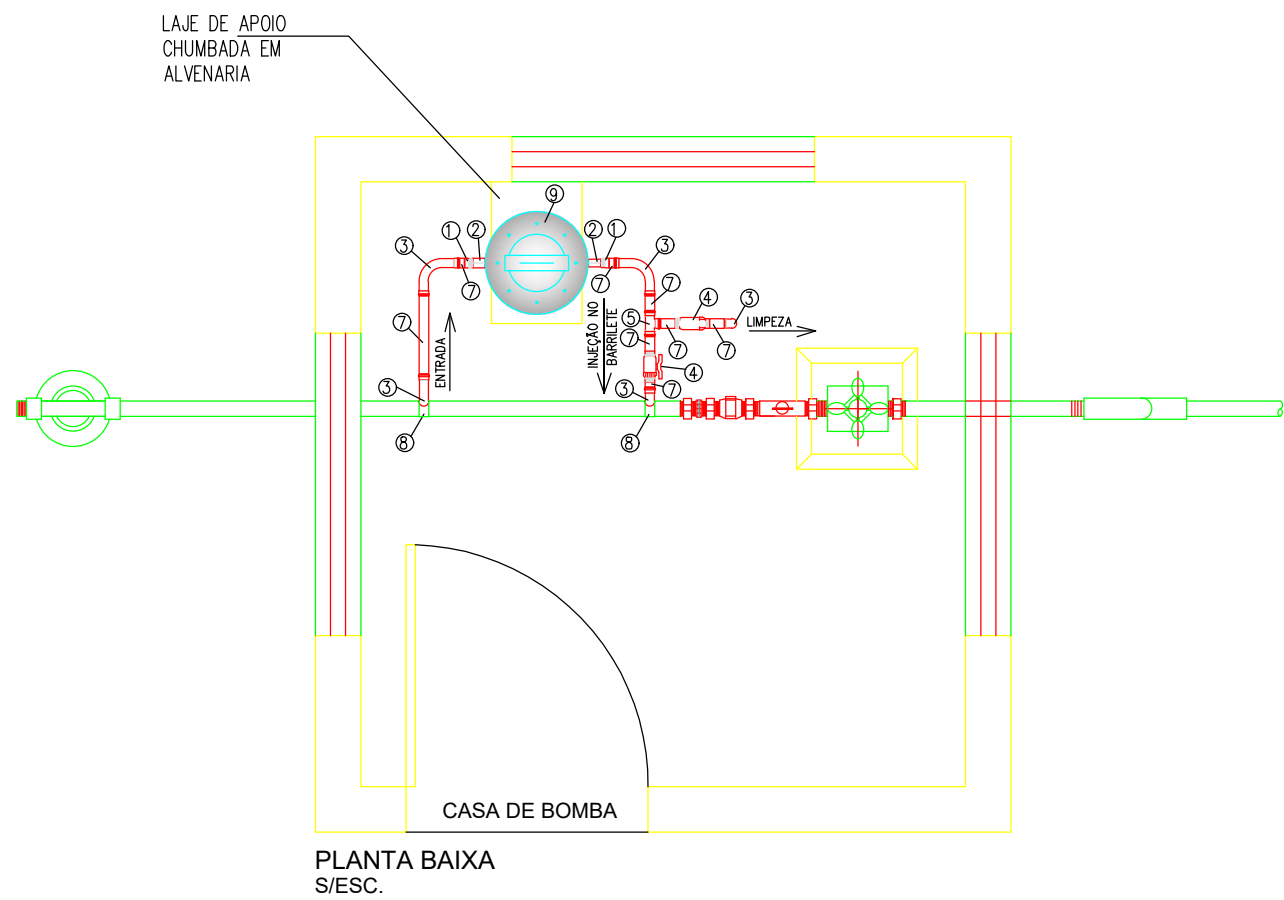 LAJE DE APOIO
CHUMBADA EM
ALVENARIA
9
3
1
2
7
2
1
7
3
7
7
ENTRADA
INJEÇÃO NO
BARRILETE
5
7
4
7
3
7
LIMPEZA
4
7
3
3
8
8
CASA DE BOMBA
PLANTA BAIXA
S/ESC.